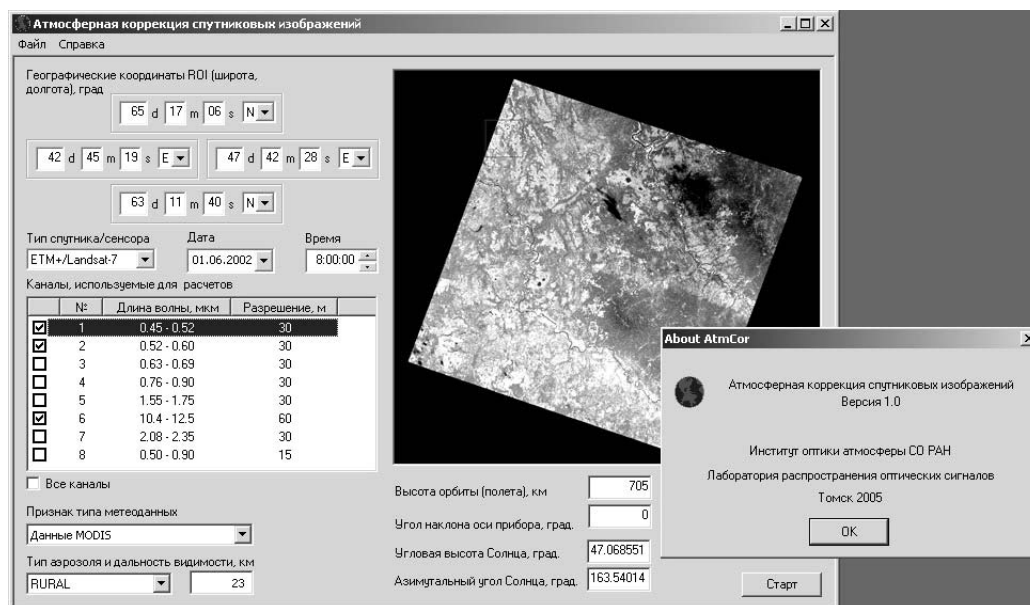 Атмосферная коррекция спутниковых изображений
Файл Справка
Географические координаты ROI (широта,
долгота), град
65 d 17 m 06 s N
42 d 45 m 19 s E 47 d 42 m 28 s E
63 d 11 m 40 s N
Тип спутника/сенсора Дата Время
ETM+/Landsat-7 01.06.2002 8:00:00
Каналы, используемые для расчетов
№ Длина волны, мкм Разрешение, м
1 0.45 - 0.52 30
2 0.52 - 0.60 30
3 0.63 - 0.69 30
4 0.76 - 0.90 30
5 1.55 - 1.75 30
6 10.4 - 12.5 60
7 2.08 - 2.35 30
8 0.50 - 0.90 15
Все каналы
Признак типа метеоданных
Данные MODIS
Тип аэрозоля и дальность видимости, км
RURAL 23
Высота орбиты (полета), км 705
Угол наклона оси прибора, град. 0
Угловая высота Солнца, град. 47.068551
Азимутальный угол Солнца, град. 163.54014
Старт
About AtmCor
Атмосферная коррекция спутниковых изображений
Версия 1.0
Институт оптики атмосферы СО РАН
Лаборатория распространения оптических сигналов
Томск 2005
OK